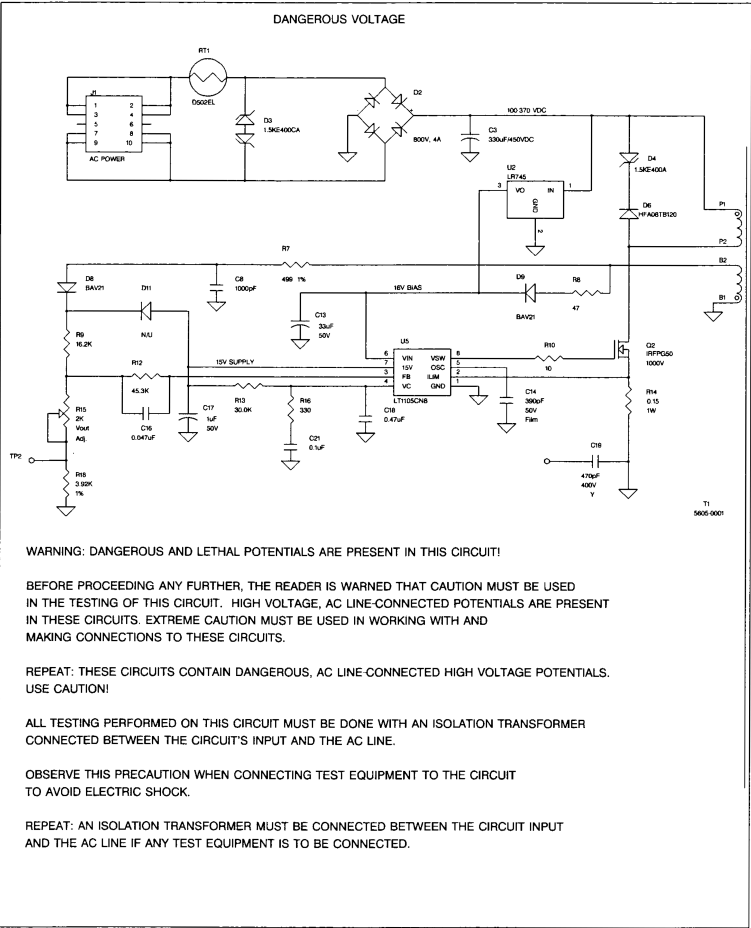 DANGEROUS VOLTAGE
RT1
D502EL
J1
1 2
3 4
5 6
7 8
9 10
AC POWER
D3
1.5KE400CA
D2
800V, 4A
100 370 VDC
C3
330uF/450VDC
U2
LR745
3 VO IN 1
GND
2
D4
1.5KE400A
D6
HFA08TB120
P1
P2
B2
B1
R7
499 1%
D8
BAV21
D11
N/U
C8
1000pF
C13
33uF
50V
16V BIAS
D9
BAV21
R8
47
R9
16.2K
R12
45.3K
C16
0.047uF
15V SUPPLY
U5
6 VIN VSW 8
7 15V OSC 5
3 FB ILIM 2
4 VC GND 1
LT1105CN8
R10
10
Q2
IRFPG50
1000V
R15
2K
Vout
Adj.
C17
1uF
50V
R13
30.0K
R16
330
C18
0.47uF
C14
390pF
50V
Film
R14
0 15
1W
C21
0.1uF
C19
470pF
400V
Y
TP2
R18
3.92K
1%
T1
5605-0001
WARNING: DANGEROUS AND LETHAL POTENTIALS ARE PRESENT IN THIS CIRCUIT!
BEFORE PROCEEDING ANY FURTHER, THE READER IS WARNED THAT CAUTION MUST BE USED
IN THE TESTING OF THIS CIRCUIT. HIGH VOLTAGE, AC LINE-CONNECTED POTENTIALS ARE PRESENT
IN THESE CIRCUITS. EXTREME CAUTION MUST BE USED IN WORKING WITH AND
MAKING CONNECTIONS TO THESE CIRCUITS.
REPEAT: THESE CIRCUITS CONTAIN DANGEROUS, AC LINE-CONNECTED HIGH VOLTAGE POTENTIALS.
USE CAUTION!
ALL TESTING PERFORMED ON THIS CIRCUIT MUST BE DONE WITH AN ISOLATION TRANSFORMER
CONNECTED BETWEEN THE CIRCUIT'S INPUT AND THE AC LINE.
OBSERVE THIS PRECAUTION WHEN CONNECTING TEST EQUIPMENT TO THE CIRCUIT
TO AVOID ELECTRIC SHOCK.
REPEAT: AN ISOLATION TRANSFORMER MUST BE CONNECTED BETWEEN THE CIRCUIT INPUT
AND THE AC LINE IF ANY TEST EQUIPMENT IS TO BE CONNECTED.